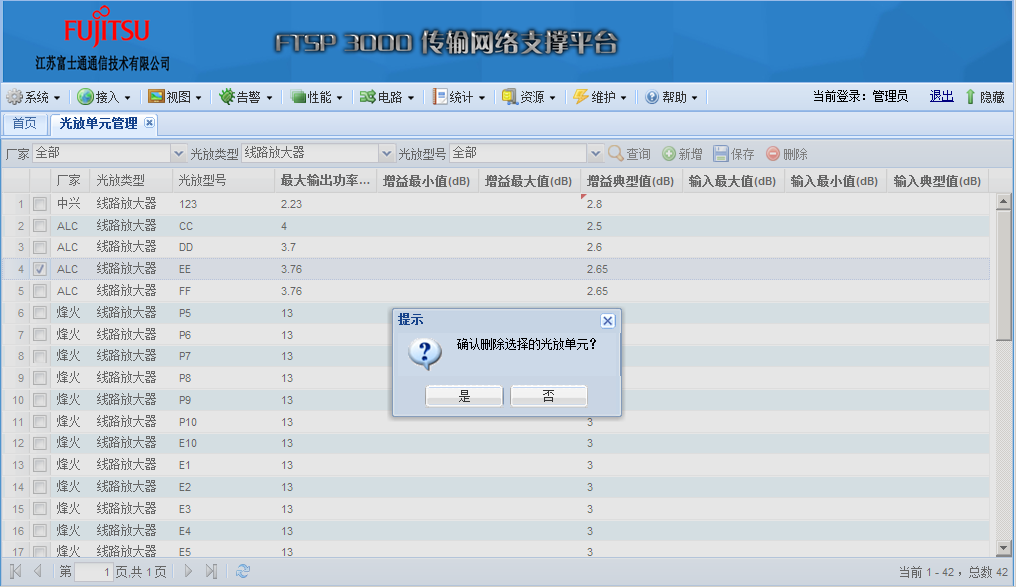 FUJITSU
江苏富士通通信技术有限公司
FTSP 3000 传输网络支撑平台
系统 接入 视图 告警 性能 电路 统计 资源 维护 帮助 当前登录：管理员 退出 隐藏
首页 光放单元管理
厂家 全部 光放类型 线路放大器 光放型号 全部 查询 新增 保存 删除
厂家 光放类型 光放型号 最大输出功率... 增益最小值(dB) 增益最大值(dB) 增益典型值(dB) 输入最大值(dB) 输入最小值(dB) 输入典型值(dB)
1 中兴 线路放大器 123 2.23 2.8
2 ALC 线路放大器 CC 4 2.5
3 ALC 线路放大器 DD 3.7 2.6
4 ALC 线路放大器 EE 3.76 2.65
5 ALC 线路放大器 FF 3.76 2.65
6 烽火 线路放大器 P5 13
7 烽火 线路放大器 P6 13
8 烽火 线路放大器 P7 13
9 烽火 线路放大器 P8 13
10 烽火 线路放大器 P9 13
11 烽火 线路放大器 P10 13 3
12 烽火 线路放大器 E10 13 3
13 烽火 线路放大器 E1 13 3
14 烽火 线路放大器 E2 13 3
15 烽火 线路放大器 E3 13 3
16 烽火 线路放大器 E4 13 3
17 烽火 线路放大器 E5 13 3
提示
确认删除选择的光放单元?
是 否
第 1 页,共 1 页 当前 1 - 42 ，总数 42